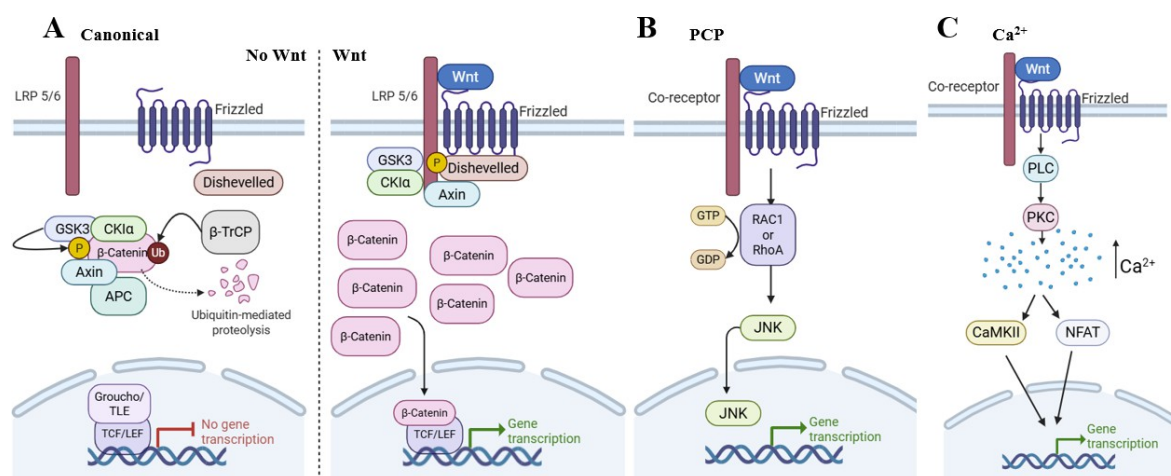 A
Canonical
No Wnt
Wnt
LRP 5/6
Frizzled
Dishevelled
GSK3
CKIα
P
β-Catenin
Ub
β-TrCP
Axin
APC
Ubiquitin-mediated
proteolysis
Groucho/
TLE
TCF/LEF
No gene
transcription
Wnt
LRP 5/6
Frizzled
GSK3
P
Dishevelled
CKIα
Axin
β-Catenin
β-Catenin
β-Catenin
β-Catenin
β-Catenin
β-Catenin
β-Catenin
TCF/LEF
Gene
transcription
B
PCP
Wnt
Co-receptor
Frizzled
GTP
GDP
RAC1
or
RhoA
JNK
JNK
Gene
transcription
C
Ca²⁺
Wnt
Co-receptor
Frizzled
PLC
PKC
Ca²⁺
CaMKII
NFAT
Gene
transcription